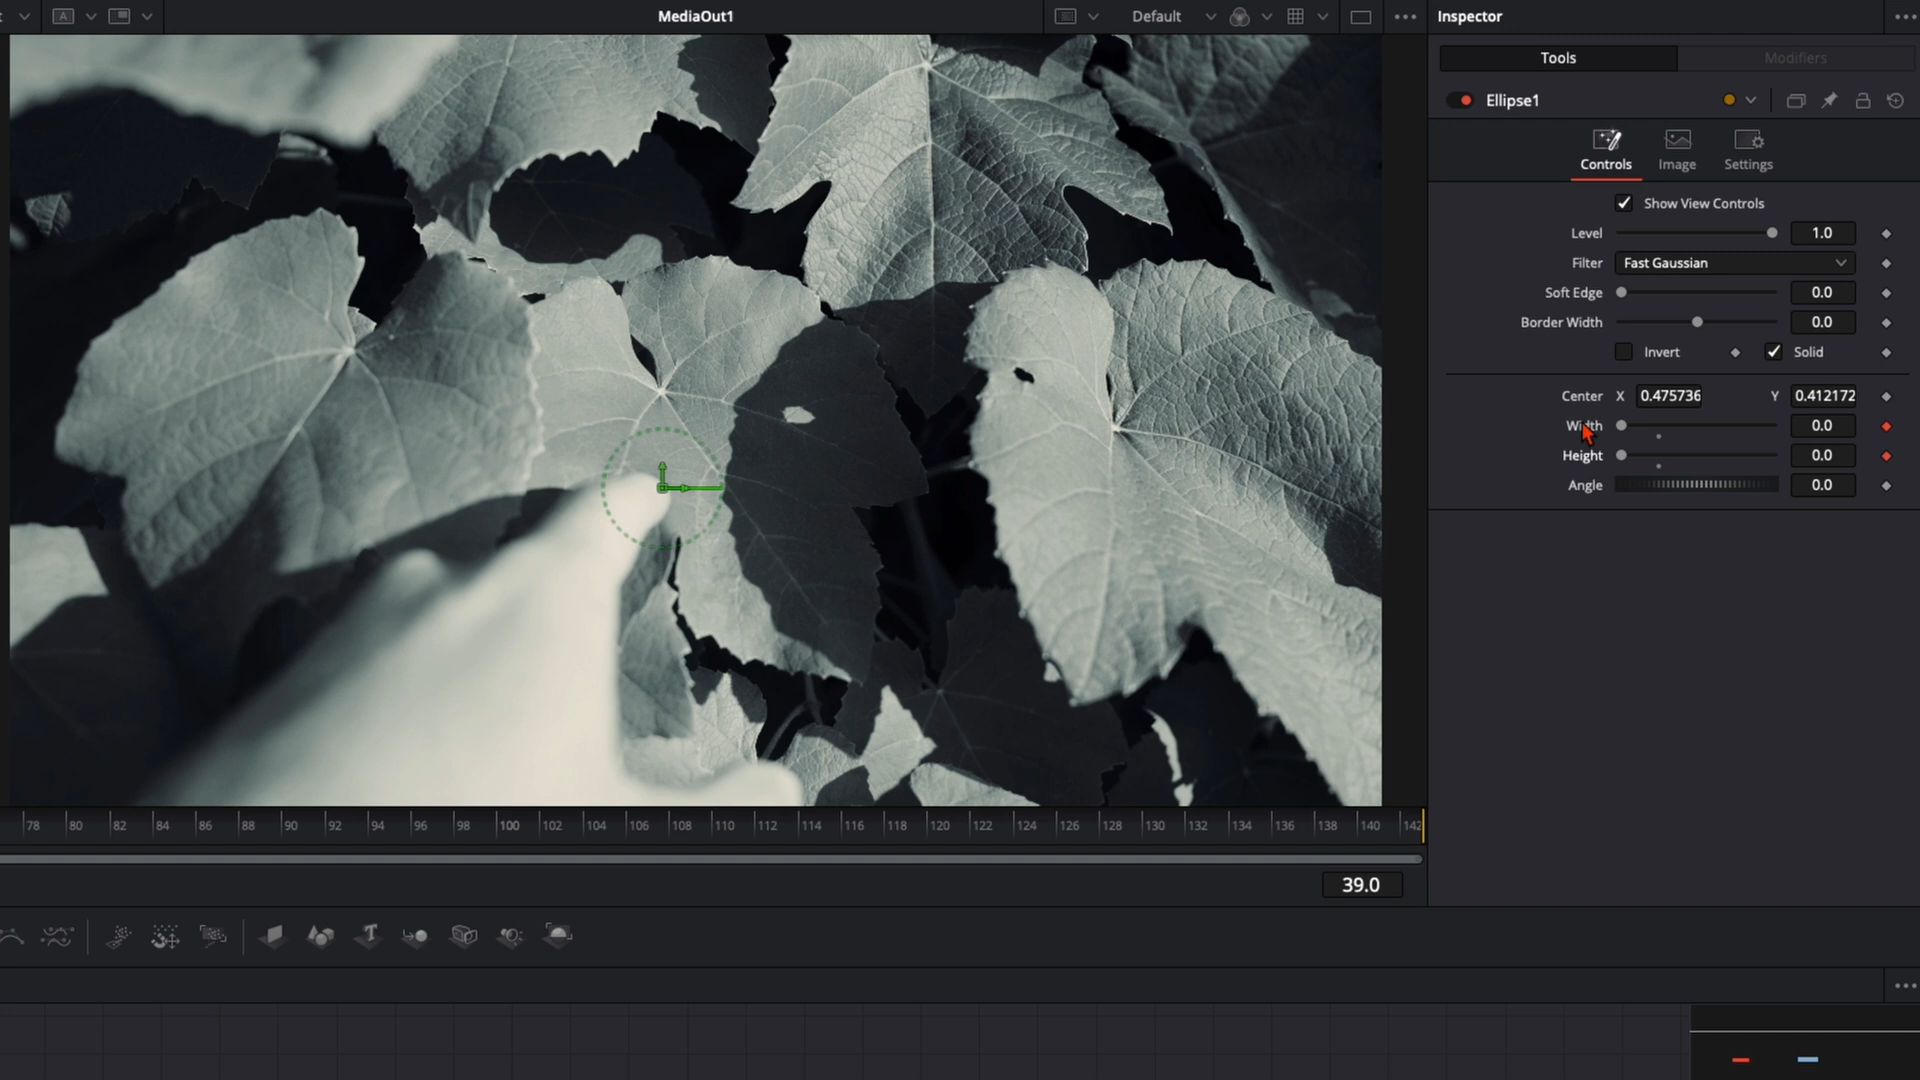 MediaOut1
Default
Inspector
Tools
Modifiers
Ellipse1
Controls
Image
Settings
Show View Controls
Level
1.0
Filter
Fast Gaussian
Soft Edge
0.0
Border Width
0.0
Invert
Solid
Center
X
0.475736
Y
0.412172
Width
0.0
Height
0.0
Angle
0.0
78 80 82 84 86 88 90 92 94 96 98 100 102 104 106 108 110 112 114 116 118 120 122 124 126 128 130 132 134 136 138 140 142
39.0